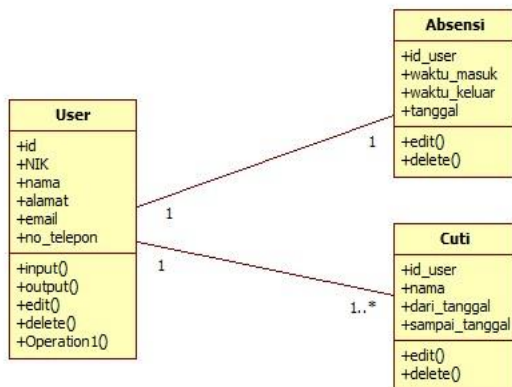 User
+id
+NIK
+nama
+alamat
+email
+no_telepon
+input()
+output()
+edit()
+delete()
+Operation1()
1
1
1
1..*
Absensi
+id_user
+waktu_masuk
+waktu_keluar
+tanggal
+edit()
+delete()
Cuti
+id_user
+nama
+dari_tanggal
+sampai_tanggal
+edit()
+delete()